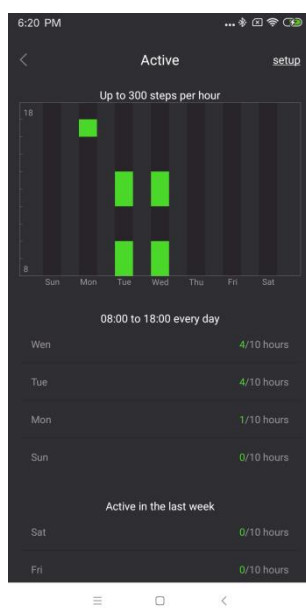 6:20 PM
Active
setup
Up to 300 steps per hour
18
8
Sun Mon Tue Wed Thu Fri Sat
08:00 to 18:00 every day
Wen 4/10 hours
Tue 4/10 hours
Mon 1/10 hours
Sun 0/10 hours
Active in the last week
Sat 0/10 hours
Fri 0/10 hours